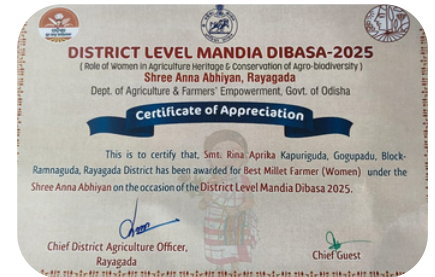 DISTRICT LEVEL MANDIA DIBASA-2025
( Role of Women in Agriculture Heritage & Conservation of Agro-biodiversity )
Shree Anna Abhiyan, Rayagada
Dept. of Agriculture & Farmers' Empowerment, Govt. of Odisha
Certificate of Appreciation
This is to certify that, Smt. Rina Aprika Kapuriguda, Gogupadu, Block-
Ramnaguda, Rayagada District has been awarded for Best Millet Farmer (Women) under the
Shree Anna Abhiyan on the occasion of the District Level Mandia Dibasa 2025.
Chief District Agriculture Officer,
Rayagada
Chief Guest